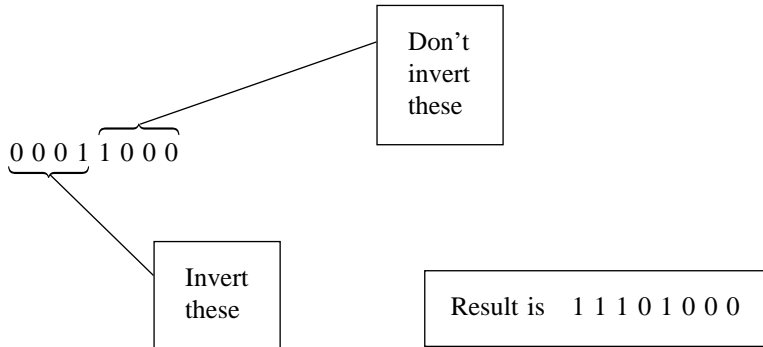 Don't
invert
these
0 0 0 1 1 0 0 0
Invert
these
Result is 1 1 1 0 1 0 0 0